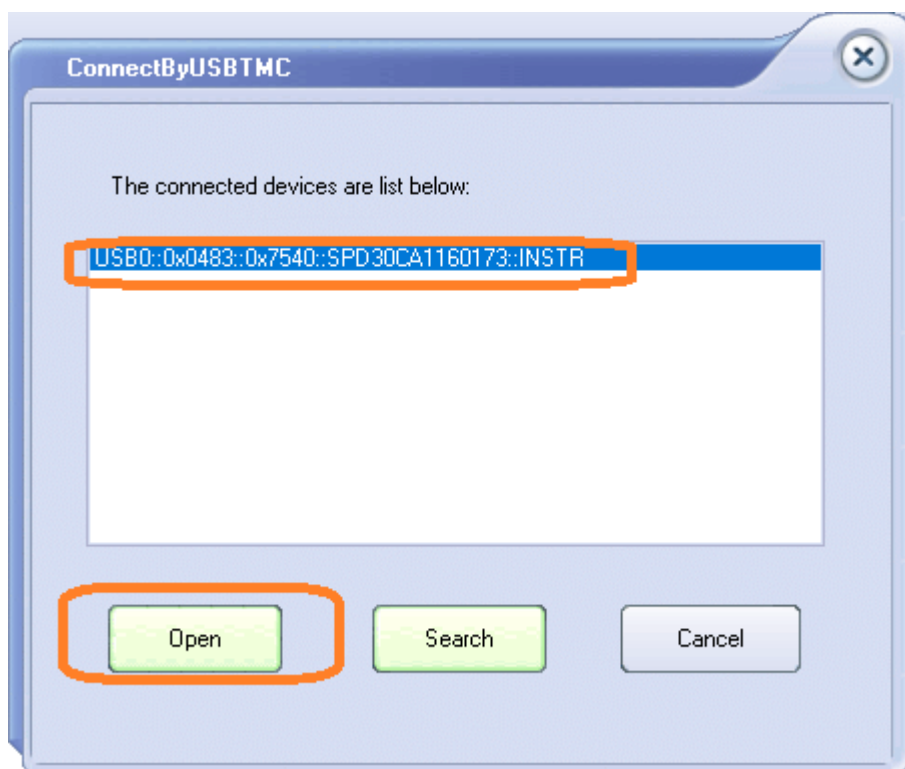 ConnectByUSBTMC
The connected devices are list below:
USB0::0x0483::0x7540::SPD30CA1160173::INSTR
Open
Search
Cancel